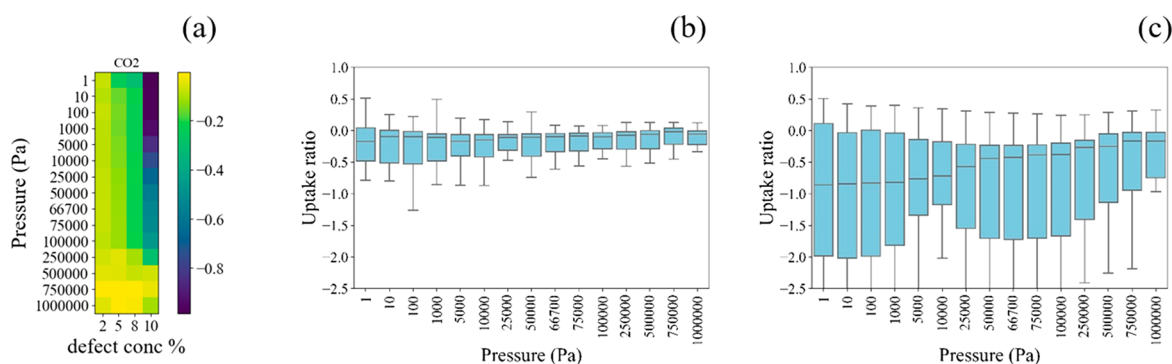 (a)
CO2
Pressure (Pa)
1
10
100
1000
5000
10000
25000
50000
66700
75000
100000
250000
500000
750000
1000000
2 5 8 10
defect conc %
−0.2
−0.4
−0.6
−0.8
(b)
Uptake ratio
1.0
0.5
0.0
−0.5
−1.0
−1.5
−2.0
−2.5
1 10 100 1000 5000 10000 25000 50000 66700 75000 100000 250000 500000 750000 1000000
Pressure (Pa)
(c)
Uptake ratio
1.0
0.5
0.0
−0.5
−1.0
−1.5
−2.0
−2.5
1 10 100 1000 5000 10000 25000 50000 66700 75000 100000 250000 500000 750000 1000000
Pressure (Pa)